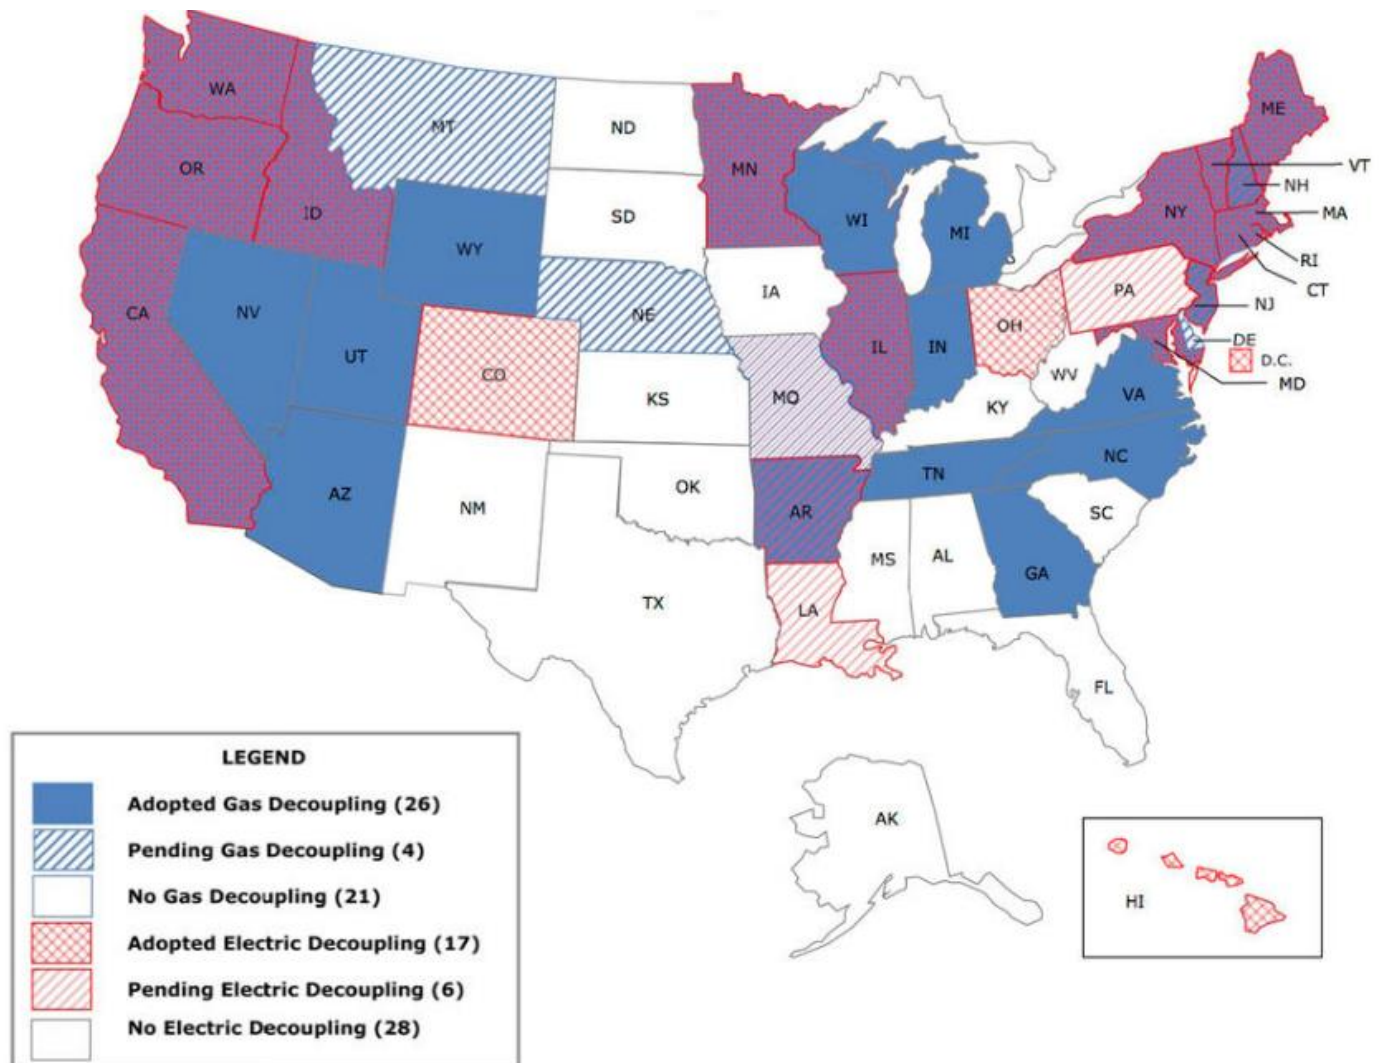 WA
MT
ND
MN
ME
VT
OR
ID
SD
WI
MI
NY
NH
MA
WY
RI
CT
IA
PA
NJ
CA
NV
NE
OH
DE
D.C.
UT
IL
IN
WV
MD
CO
KS
MO
KY
VA
NC
TN
AZ
NM
OK
AR
SC
MS
AL
GA
TX
LA
FL
AK
HI
LEGEND
Adopted Gas Decoupling (26)
Pending Gas Decoupling (4)
No Gas Decoupling (21)
Adopted Electric Decoupling (17)
Pending Electric Decoupling (6)
No Electric Decoupling (28)